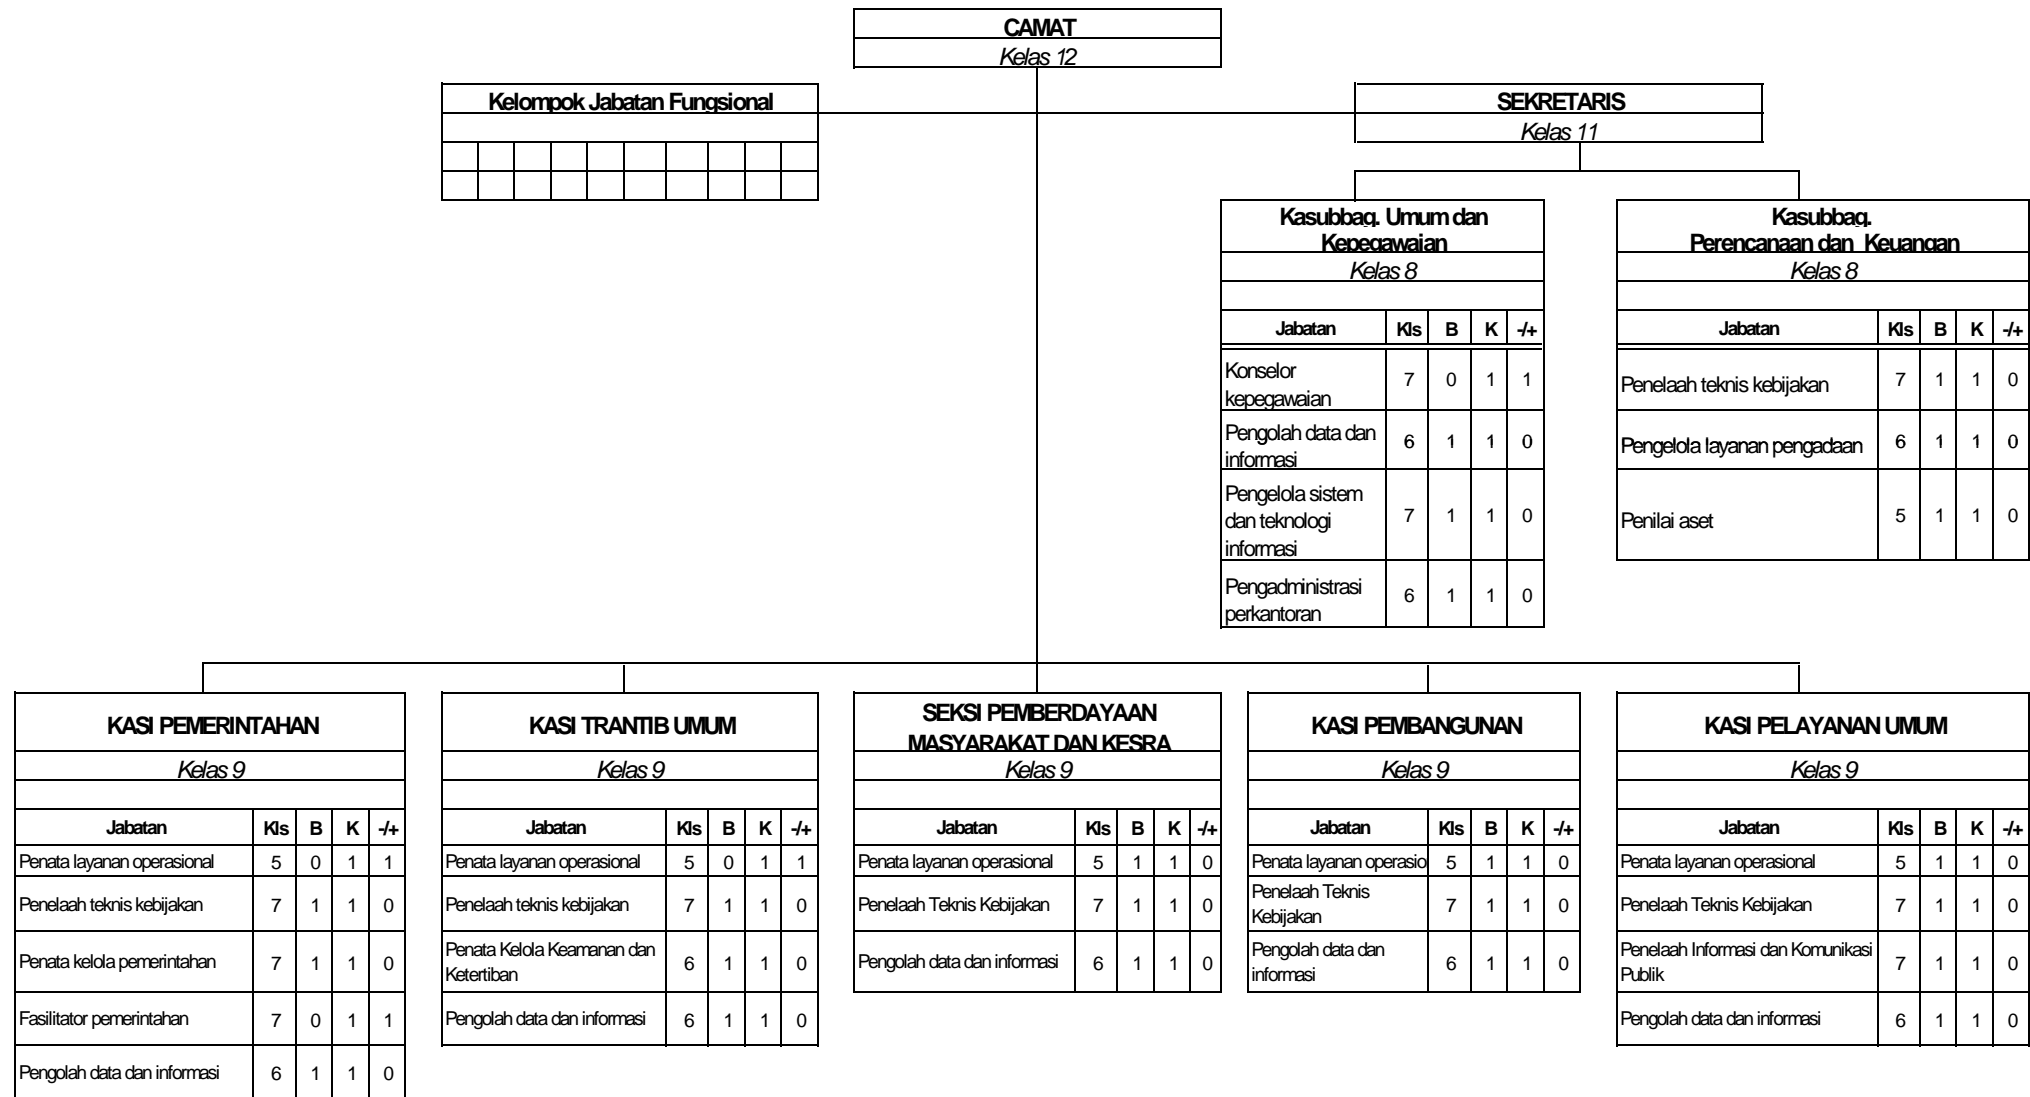 CAMAT
Kelas 12
Kelompok Jabatan Fungsional
SEKRETARIS
Kelas 11
Kasubbag. Umum dan
Kepegawaian
Kelas 8
Jabatan Kls B K -/+
Konselor
kepegawaian 7 0 1 1
Pengolah data dan
informasi 6 1 1 0
Pengelola sistem
dan teknologi 7 1 1 0
informasi
Pengadministrasi
perkantoran 6 1 1 0
Kasubbag.
Perencanaan dan Keuangan
Kelas 8
Jabatan Kls B K -/+
Penelaah teknis kebijakan 7 1 1 0
Pengelola layanan pengadaan 6 1 1 0
Penilai aset 5 1 1 0
KASI PEMERINTAHAN
Kelas 9
Jabatan Kls B K -/+
Penata layanan operasional 5 0 1 1
Penelaah teknis kebijakan 7 1 1 0
Penata kelola pemerintahan 7 1 1 0
Fasilitator pemerintahan 7 0 1 1
Pengolah data dan informasi 6 1 1 0
KASI TRANTIB UMUM
Kelas 9
Jabatan Kls B K -/+
Penata layanan operasional 5 0 1 1
Penelaah teknis kebijakan 7 1 1 0
Penata Kelola Keamanan dan
Ketertiban 6 1 1 0
Pengolah data dan informasi 6 1 1 0
SEKSI PEMBERDAYAAN
MASYARAKAT DAN KESRA
Kelas 9
Jabatan Kls B K -/+
Penata layanan operasional 5 1 1 0
Penelaah Teknis Kebijakan 7 1 1 0
Pengolah data dan informasi 6 1 1 0
KASI PEMBANGUNAN
Kelas 9
Jabatan Kls B K -/+
Penata layanan operasio 5 1 1 0
Penelaah Teknis
Kebijakan 7 1 1 0
Pengolah data dan
informasi 6 1 1 0
KASI PELAYANAN UMUM
Kelas 9
Jabatan Kls B K -/+
Penata layanan operasional 5 1 1 0
Penelaah Teknis Kebijakan 7 1 1 0
Penelaah Informasi dan Komunikasi
Publik 7 1 1 0
Pengolah data dan informasi 6 1 1 0